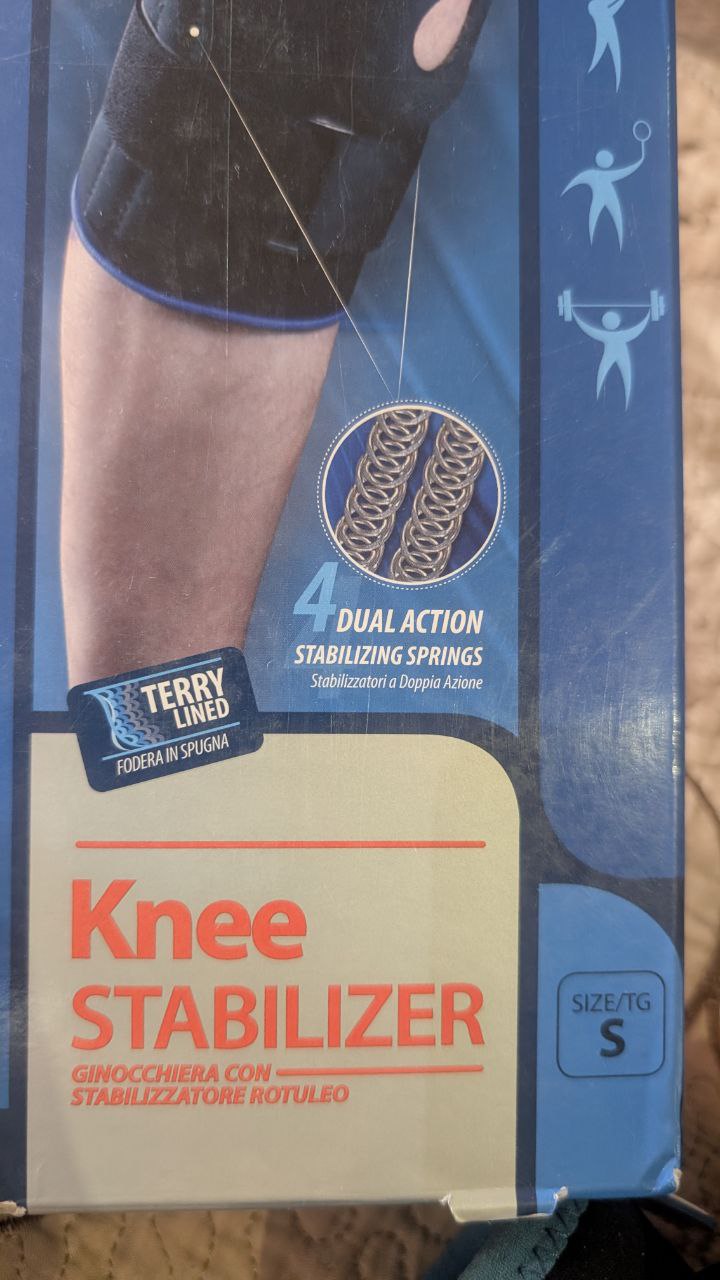 4 DUAL ACTION
STABILIZING SPRINGS
Stabilizzatori a Doppia Azione
TERRY
LINED
FODERA IN SPUGNA
Knee
STABILIZER
GINOCCHIERA CON
STABILIZZATORE ROTULEO
SIZE/TG
S